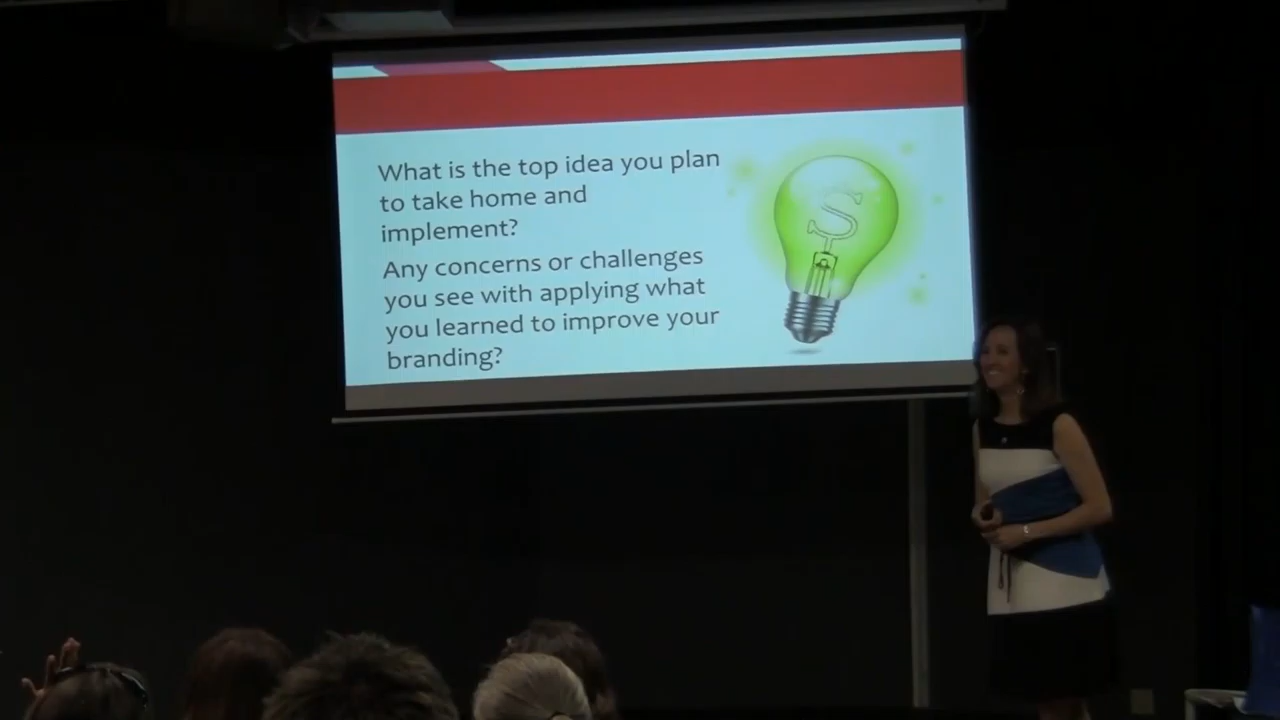 What is the top idea you plan
to take home and
implement?
Any concerns or challenges
you see with applying what
you learned to improve your
branding?
S